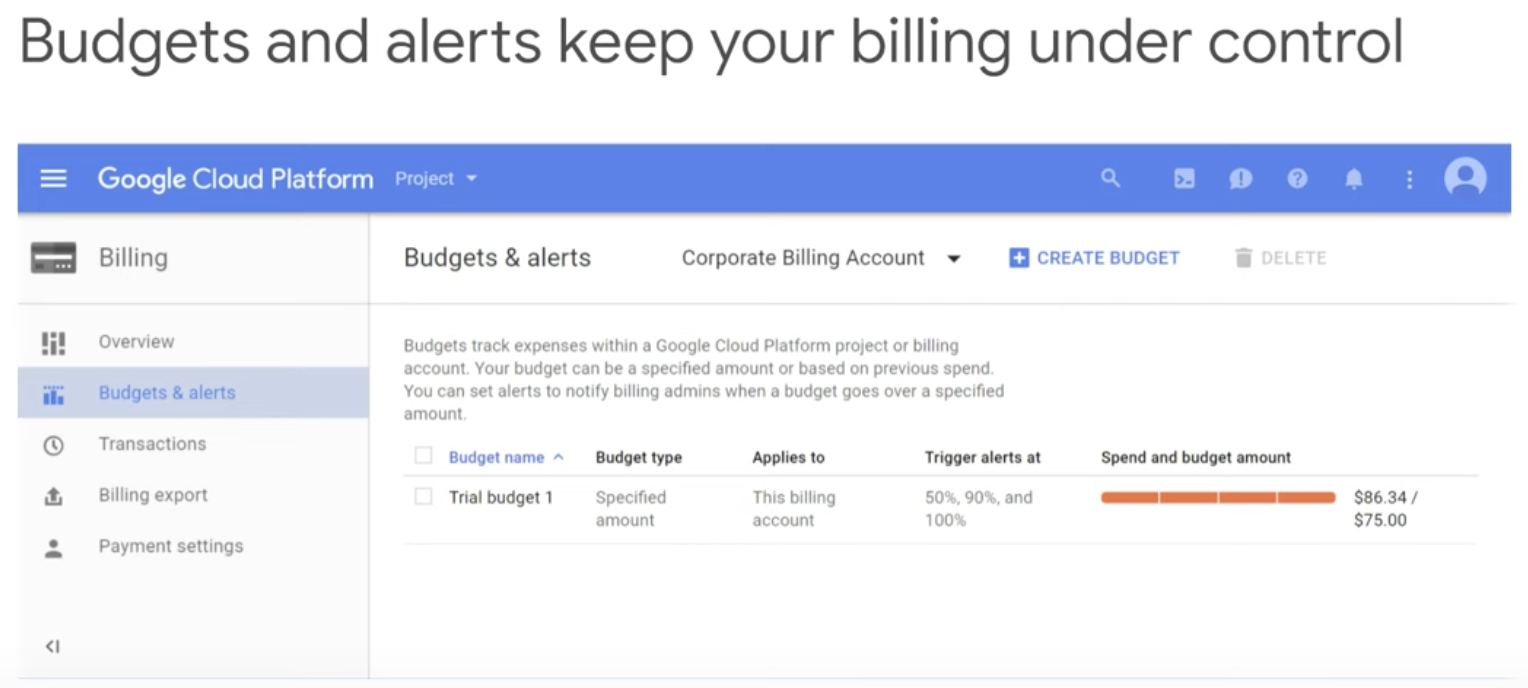 Budgets and alerts keep your billing under control
Google Cloud Platform Project
Billing
Budgets & alerts Corporate Billing Account CREATE BUDGET DELETE
Overview
Budgets & alerts
Transactions
Billing export
Payment settings
Budgets track expenses within a Google Cloud Platform project or billing
account. Your budget can be a specified amount or based on previous spend.
You can set alerts to notify billing admins when a budget goes over a specified
amount.
Budget name Budget type Applies to Trigger alerts at Spend and budget amount
Trial budget 1 Specified This billing 50%, 90%, and $86.34 /
amount account 100% $75.00